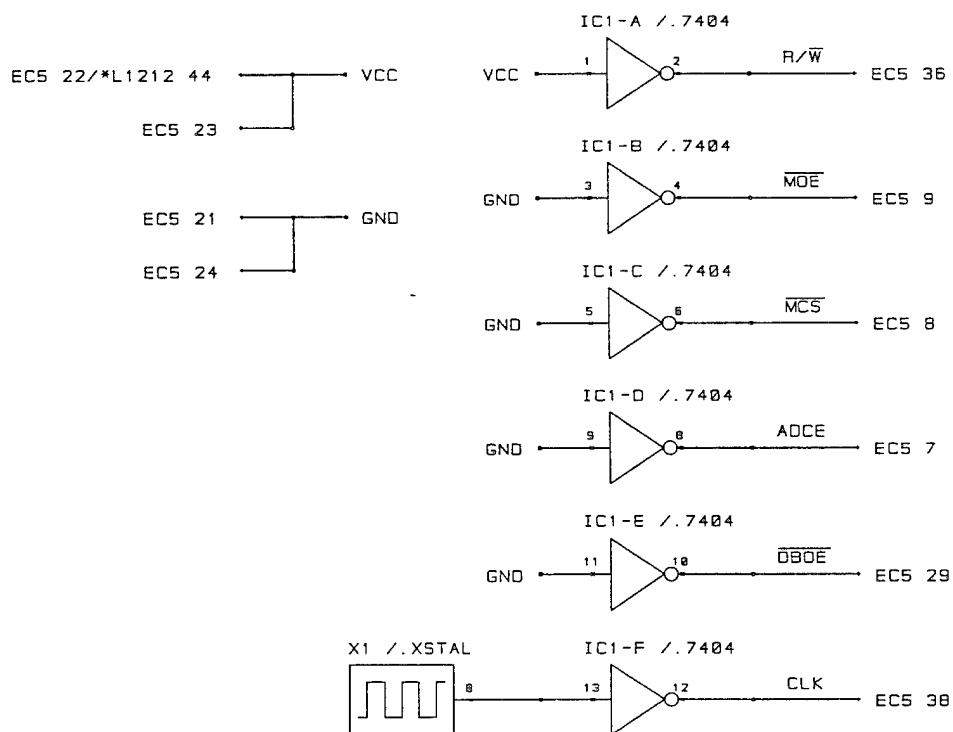 IC1-A /.7404
EC5 22/*L1212 44 VCC
VCC 1 2 R/W̅ EC5 36
EC5 23
IC1-B /.7404
GND 3 4 M̅O̅E̅ EC5 9
EC5 21 GND
EC5 24
IC1-C /.7404
GND 5 6 M̅C̅S̅ EC5 8
IC1-D /.7404
GND 9 8 ADCE EC5 7
IC1-E /.7404
GND 11 10 D̅B̅O̅E̅ EC5 29
X1 /.XSTAL IC1-F /.7404
8 13 12 CLK EC5 38